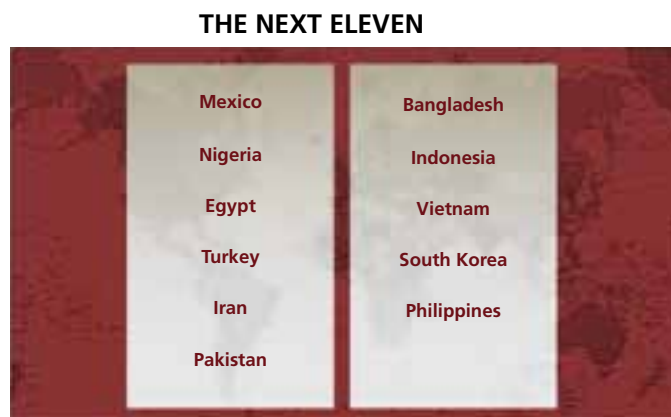 THE NEXT ELEVEN
Mexico
Nigeria
Egypt
Turkey
Iran
Pakistan
Bangladesh
Indonesia
Vietnam
South Korea
Philippines